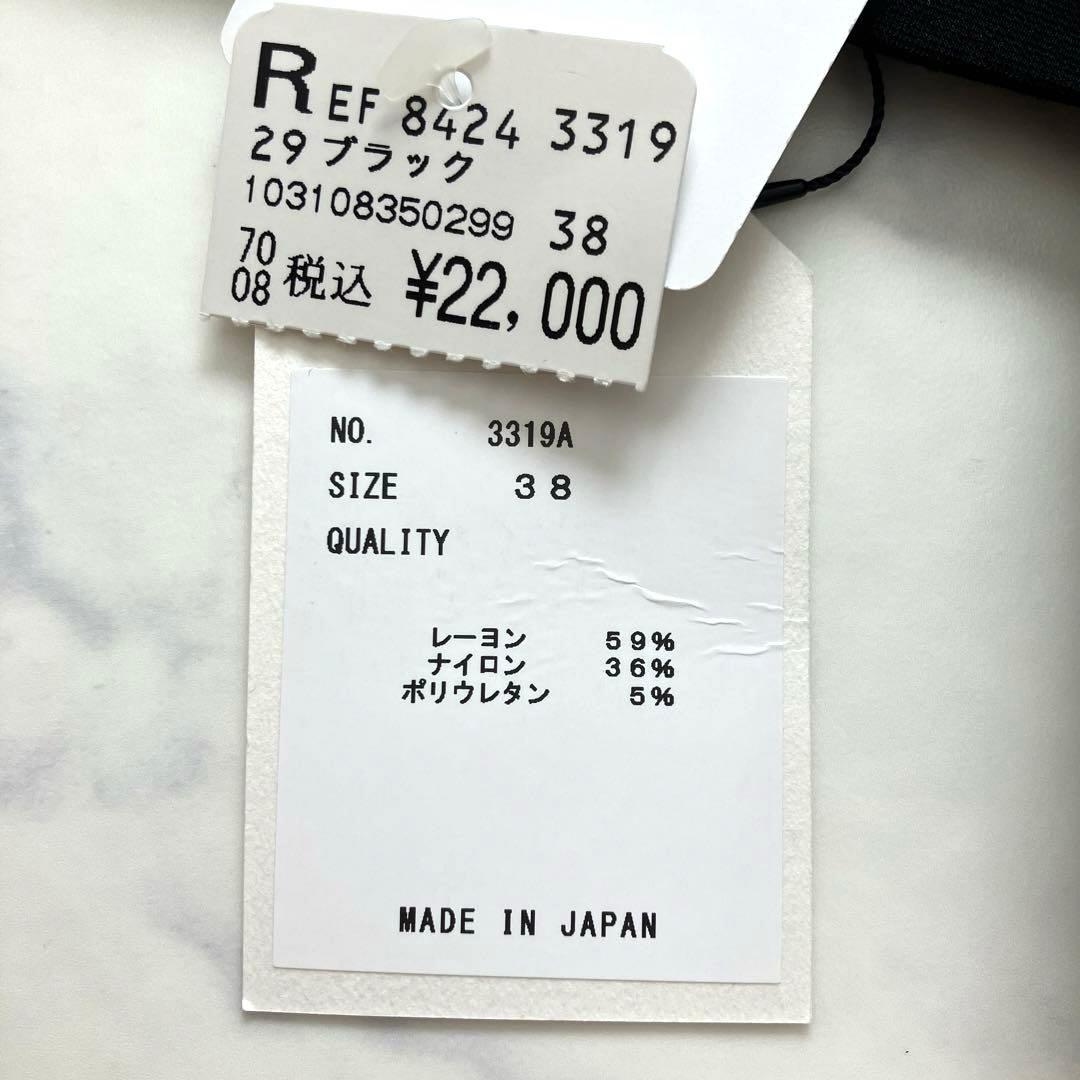 REF 8424 3319
29ブラック
103108350299 38
70
08 税込 ¥22,000
NO. 3319A
SIZE 38
QUALITY
レーヨン 59%
ナイロン 36%
ポリウレタン 5%
MADE IN JAPAN